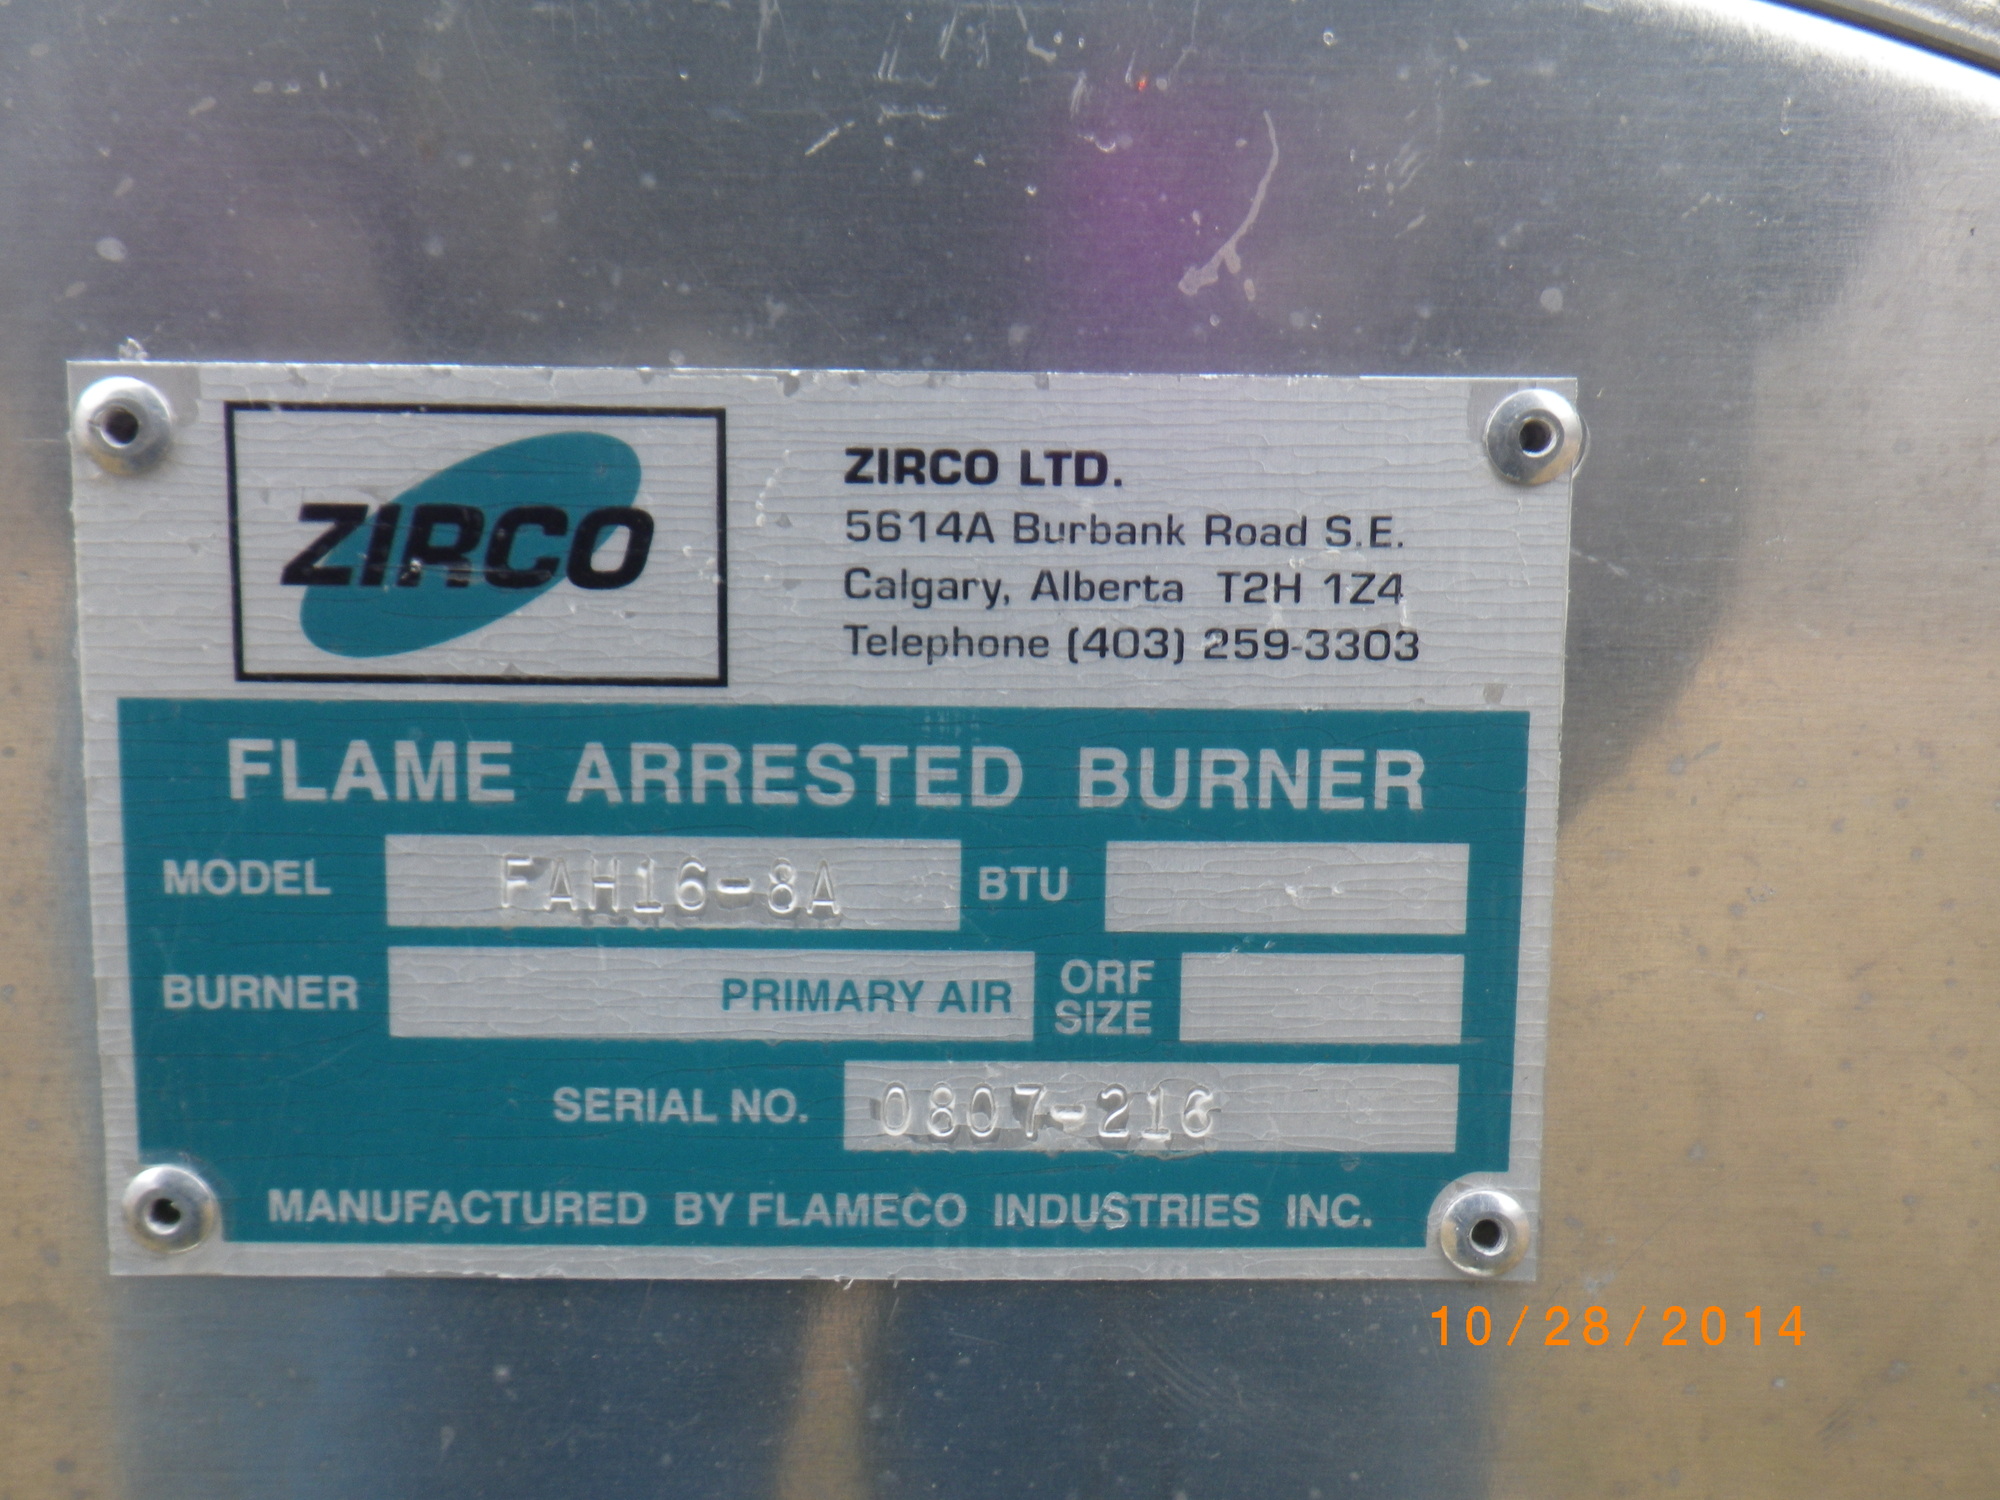 ZIRCO
ZIRCO LTD.
5614A Burbank Road S.E.
Calgary, Alberta T2H 1Z4
Telephone (403) 259-3303
FLAME ARRESTED BURNER
MODEL FAH16-8A BTU
BURNER PRIMARY AIR ORF SIZE
SERIAL NO. 0807-216
MANUFACTURED BY FLAMECO INDUSTRIES INC.
10/28/2014